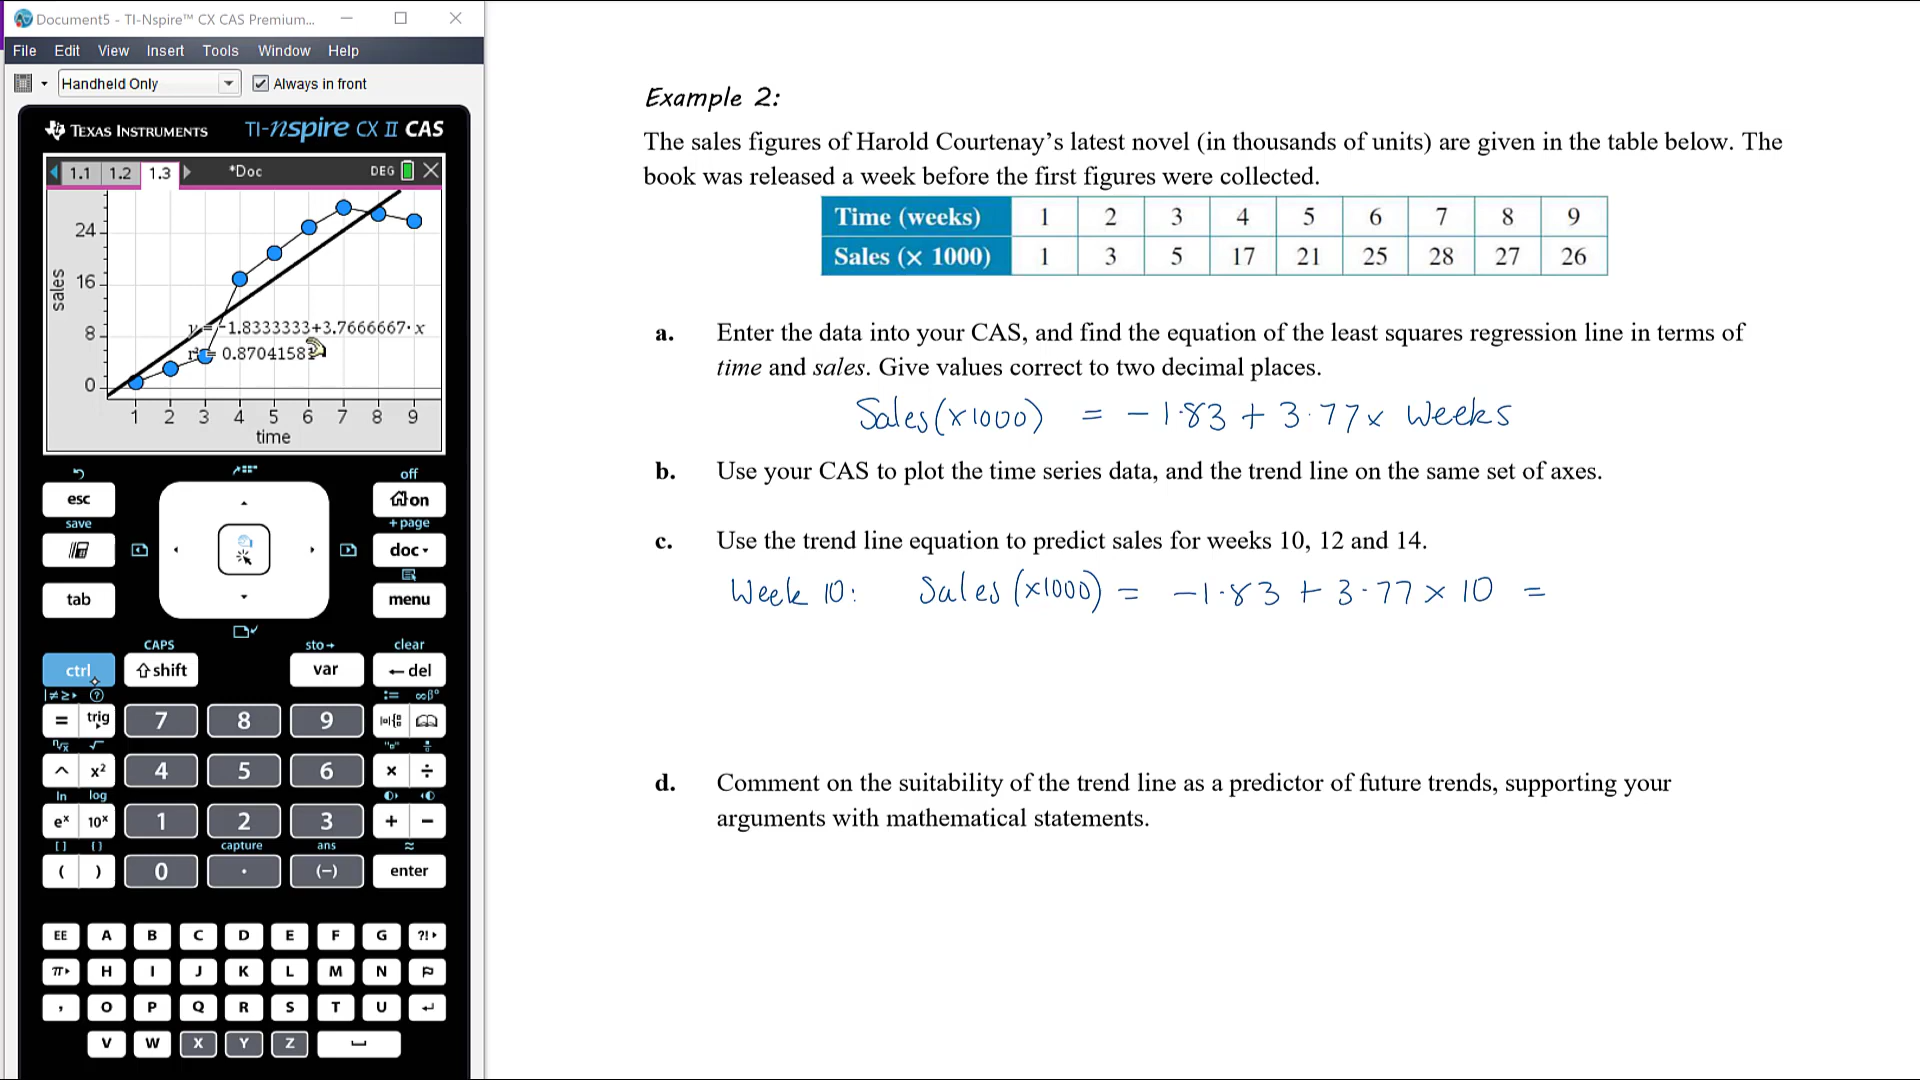 Document5 - TI-Nspire™ CX CAS Premium...
File Edit View Insert Tools Window Help
Handheld Only Always in front
TEXAS INSTRUMENTS TI-nspire CX II CAS
1.1 1.2 1.3 *Doc DEG
24
16
8
0
sales
y = -1.8333333+3.7666667·x
r² = 0.8704158
1 2 3 4 5 6 7 8 9
time
off
esc on
save + page
doc
tab menu
CAPS sto→ clear
ctrl shift var ←del
|≠≥▸ ? := ∞β°
= trig 7 8 9
ⁿ√x √
^ x² 4 5 6 × ÷
ln log
eˣ 10ˣ 1 2 3 + −
[ ] { } capture ans ≈
( ) 0 . (−) enter
EE A B C D E F G ?!▸
π▸ H I J K L M N
, O P Q R S T U ↵
V W X Y Z
Example 2:
The sales figures of Harold Courtenay’s latest novel (in thousands of units) are given in the table below. The
book was released a week before the first figures were collected.
Time (weeks) 1 2 3 4 5 6 7 8 9
Sales (× 1000) 1 3 5 17 21 25 28 27 26
a. Enter the data into your CAS, and find the equation of the least squares regression line in terms of
time and sales. Give values correct to two decimal places.
Sales(×1000) = −1·83 + 3·77× weeks
b. Use your CAS to plot the time series data, and the trend line on the same set of axes.
c. Use the trend line equation to predict sales for weeks 10, 12 and 14.
Week 10: Sales (×1000) = −1·83 + 3·77 × 10 =
d. Comment on the suitability of the trend line as a predictor of future trends, supporting your
arguments with mathematical statements.